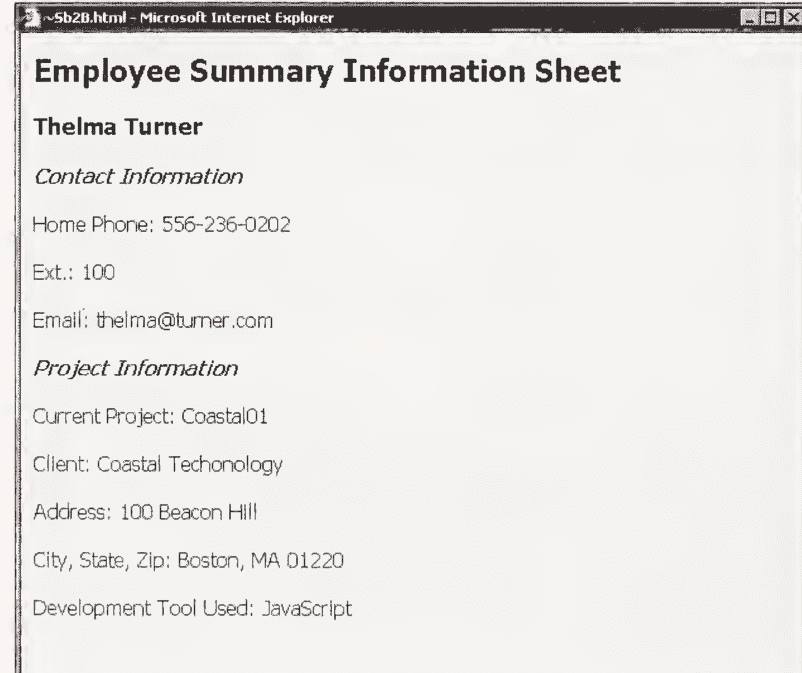 ~Sb2B.html - Microsoft Internet Explorer
Employee Summary Information Sheet
Thelma Turner
Contact Information
Home Phone: 556-236-0202
Ext.: 100
Email: thelma@turner.com
Project Information
Current Project: Coastal01
Client: Coastal Techonology
Address: 100 Beacon Hill
City, State, Zip: Boston, MA 01220
Development Tool Used: JavaScript